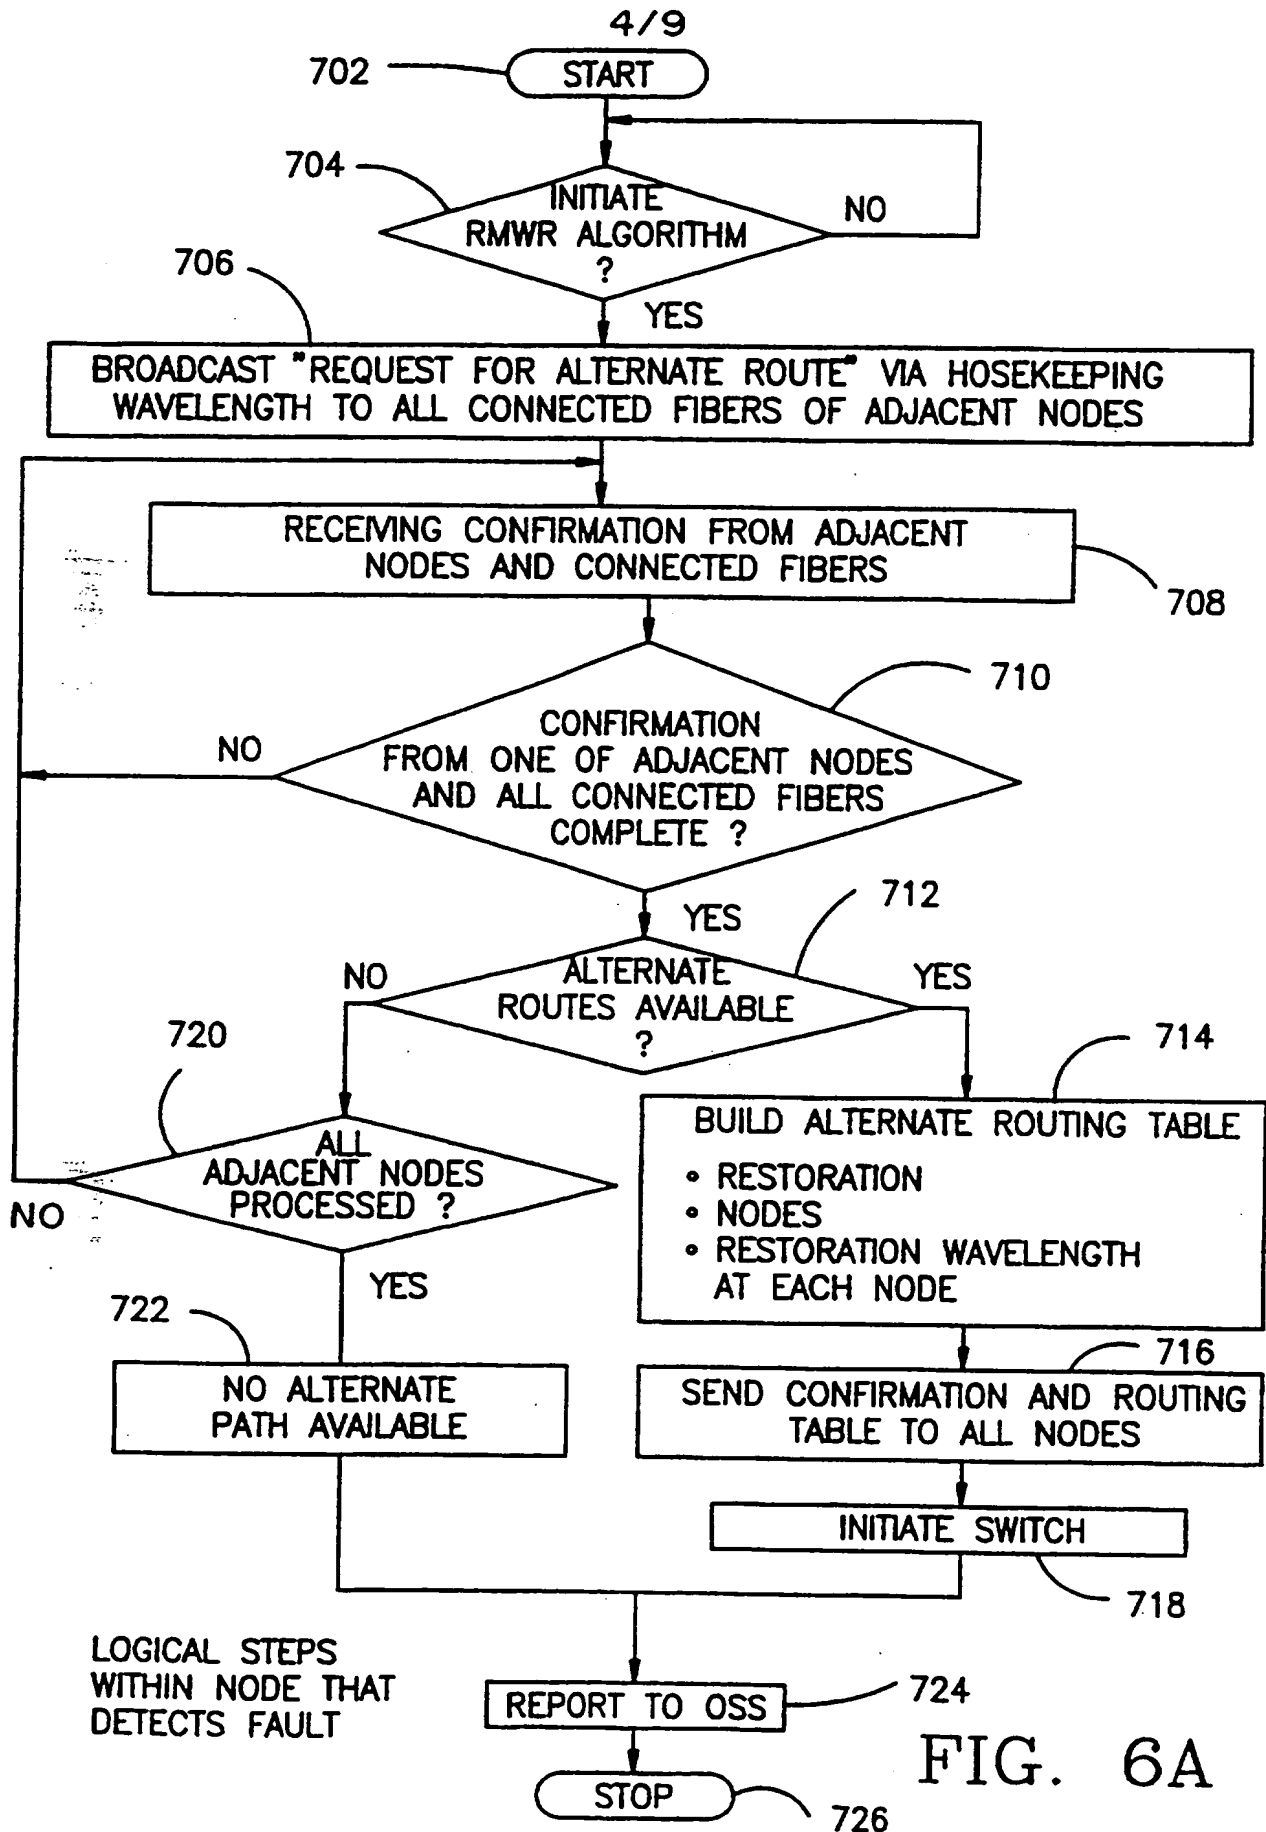 4/9
702
START
704
INITIATE
RMWR ALGORITHM
?
NO
706
YES
BROADCAST "REQUEST FOR ALTERNATE ROUTE" VIA HOSEKEEPING
WAVELENGTH TO ALL CONNECTED FIBERS OF ADJACENT NODES
RECEIVING CONFIRMATION FROM ADJACENT
NODES AND CONNECTED FIBERS
708
710
CONFIRMATION
FROM ONE OF ADJACENT NODES
AND ALL CONNECTED FIBERS
COMPLETE ?
NO
YES
712
ALTERNATE
ROUTES AVAILABLE
?
NO
YES
720
ALL
ADJACENT NODES
PROCESSED ?
NO
YES
714
BUILD ALTERNATE ROUTING TABLE
• RESTORATION
• NODES
• RESTORATION WAVELENGTH
AT EACH NODE
722
NO ALTERNATE
PATH AVAILABLE
716
SEND CONFIRMATION AND ROUTING
TABLE TO ALL NODES
INITIATE SWITCH
718
LOGICAL STEPS
WITHIN NODE THAT
DETECTS FAULT
REPORT TO OSS
724
STOP
726
FIG. 6A